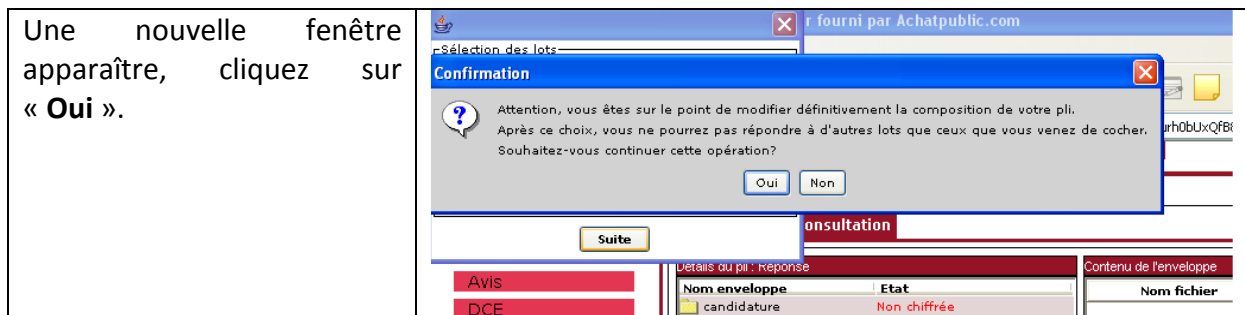 Une nouvelle fenêtre
apparaître, cliquez sur
« Oui ».
r fourni par Achatpublic.com
Sélection des lots
Confirmation
Attention, vous êtes sur le point de modifier définitivement la composition de votre pli.
Après ce choix, vous ne pourrez pas répondre à d'autres lots que ceux que vous venez de cocher.
Souhaitez-vous continuer cette opération?
Oui Non
Suite
onsultation
Avis
DCE
Détails du pli : Réponse
Nom enveloppe Etat
candidature Non chiffrée
Contenu de l'enveloppe
Nom fichier